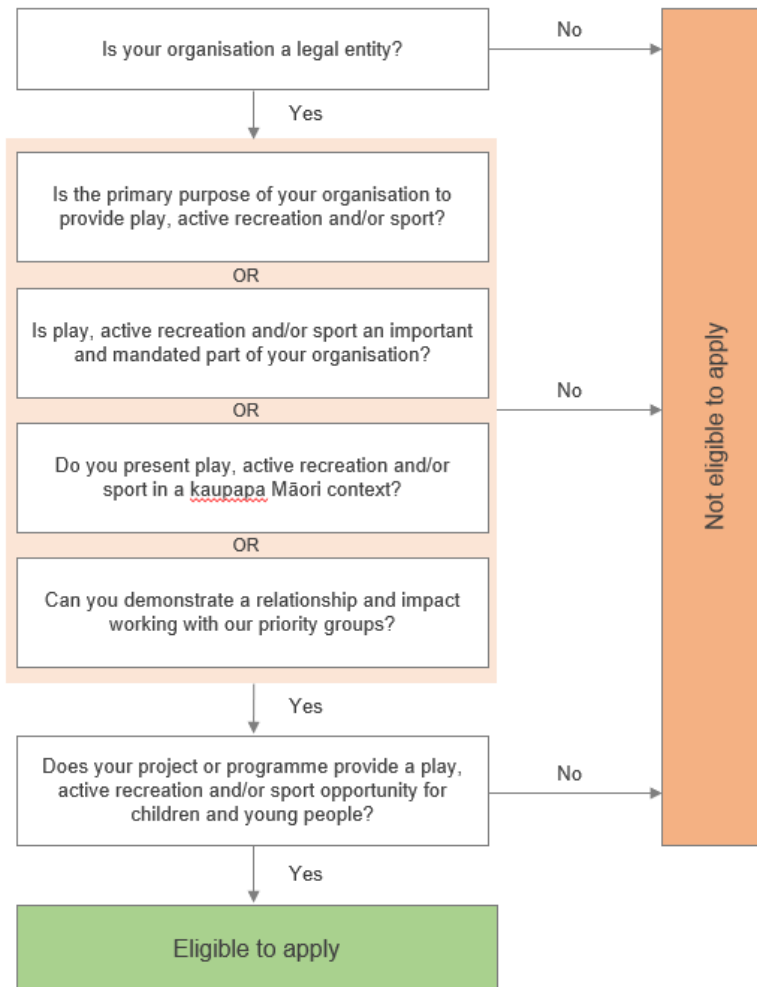 Is your organisation a legal entity?
No
Yes
Is the primary purpose of your organisation to
provide play, active recreation and/or sport?
OR
Is play, active recreation and/or sport an important
and mandated part of your organisation?
OR
No
Do you present play, active recreation and/or
sport in a kaupapa Māori context?
OR
Can you demonstrate a relationship and impact
working with our priority groups?
Yes
Does your project or programme provide a play,
active recreation and/or sport opportunity for
children and young people?
No
Yes
Eligible to apply
Not eligible to apply